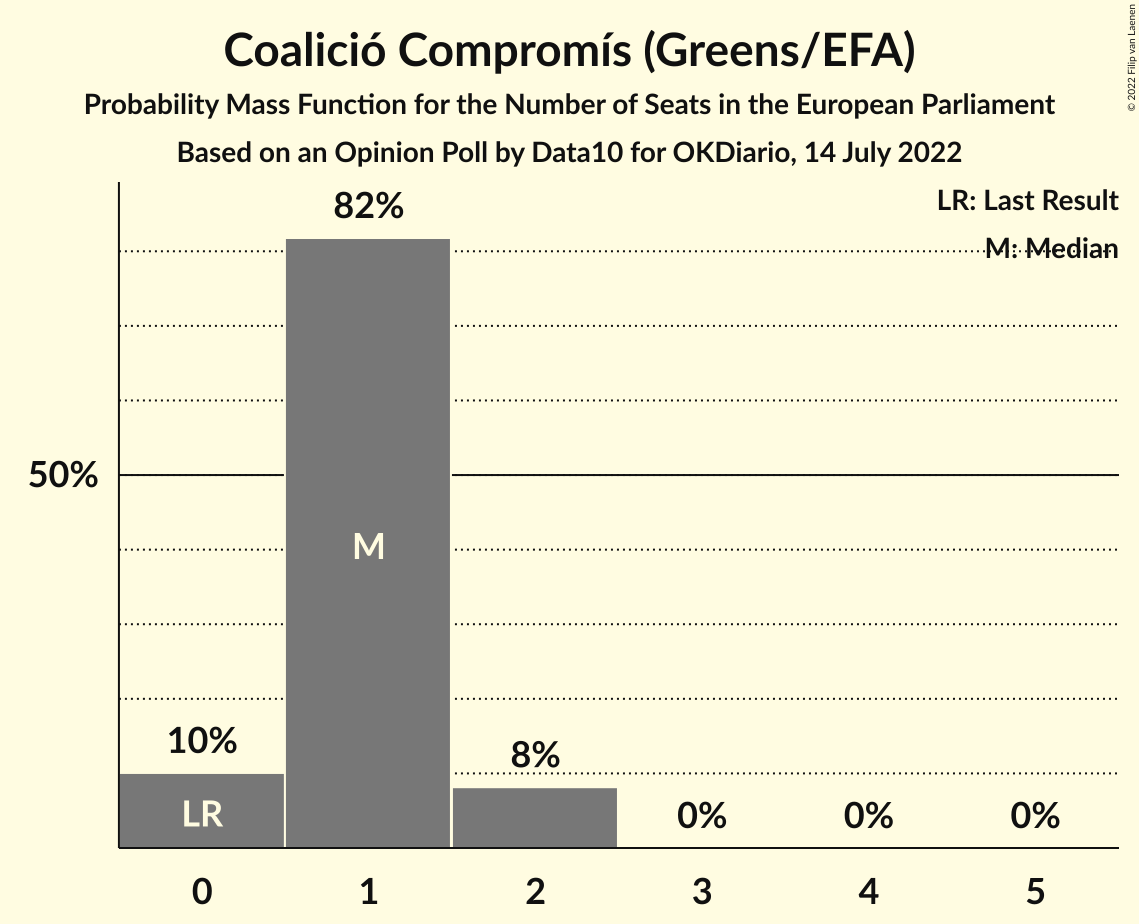 Coalició Compromís (Greens/EFA)
Probability Mass Function for the Number of Seats in the European Parliament
Based on an Opinion Poll by Data10 for OKDiario, 14 July 2022
© 2022 Filip van Laenen
LR: Last Result
M: Median
82%
50%
M
10%
8%
LR
0%
0%
0%
0
1
2
3
4
5